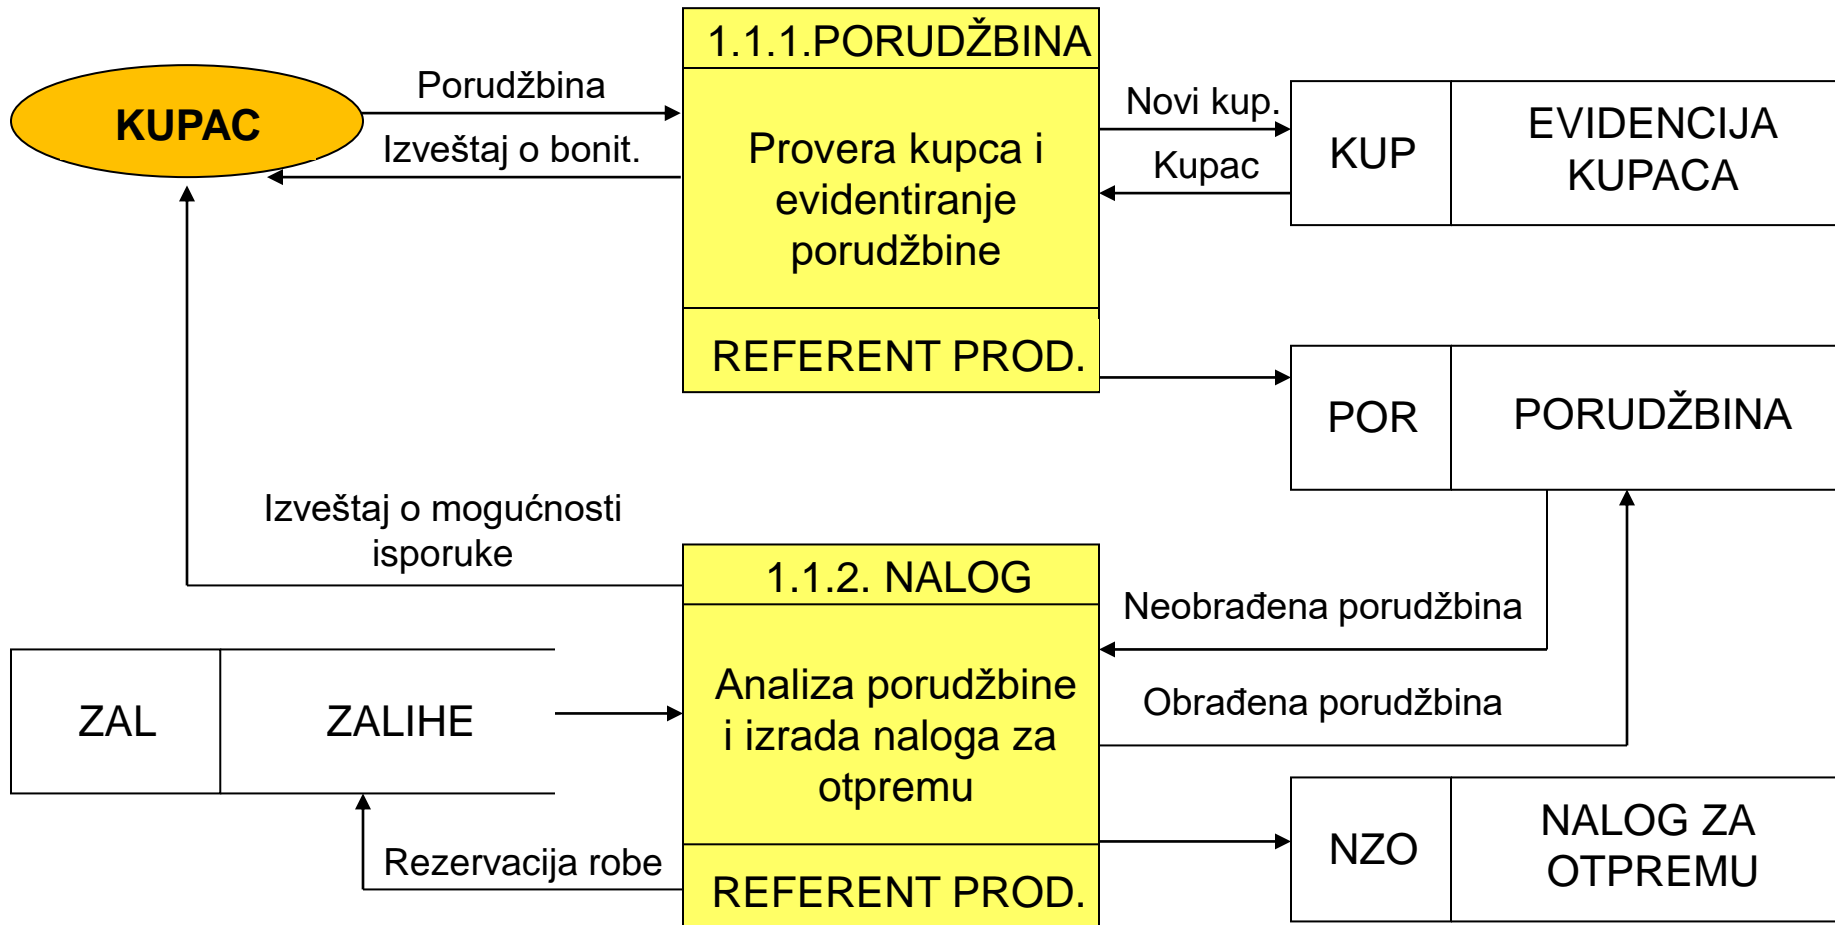 1.1.1.PORUDŽBINA
KUPAC
Porudžbina
Izveštaj o bonit.
Provera kupca i
evidentiranje
porudžbine
REFERENT PROD.
Novi kup.
Kupac
KUP
EVIDENCIJA
KUPACA
POR
PORUDŽBINA
Izveštaj o mogućnosti
isporuke
1.1.2. NALOG
Neobrađena porudžbina
ZAL
ZALIHE
Analiza porudžbine
i izrada naloga za
otpremu
Obrađena porudžbina
Rezervacija robe
REFERENT PROD.
NZO
NALOG ZA
OTPREMU